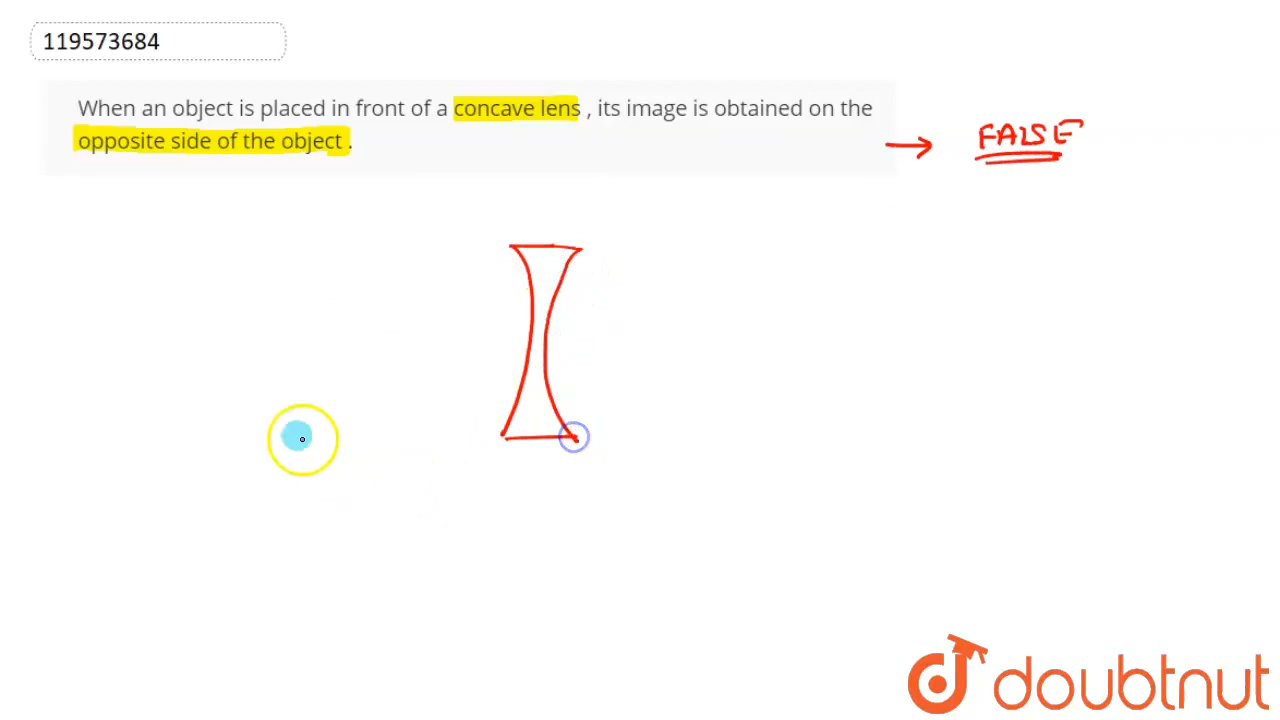 119573684
When an object is placed in front of a concave lens , its image is obtained on the
opposite side of the object .
FALSE
doubtnut